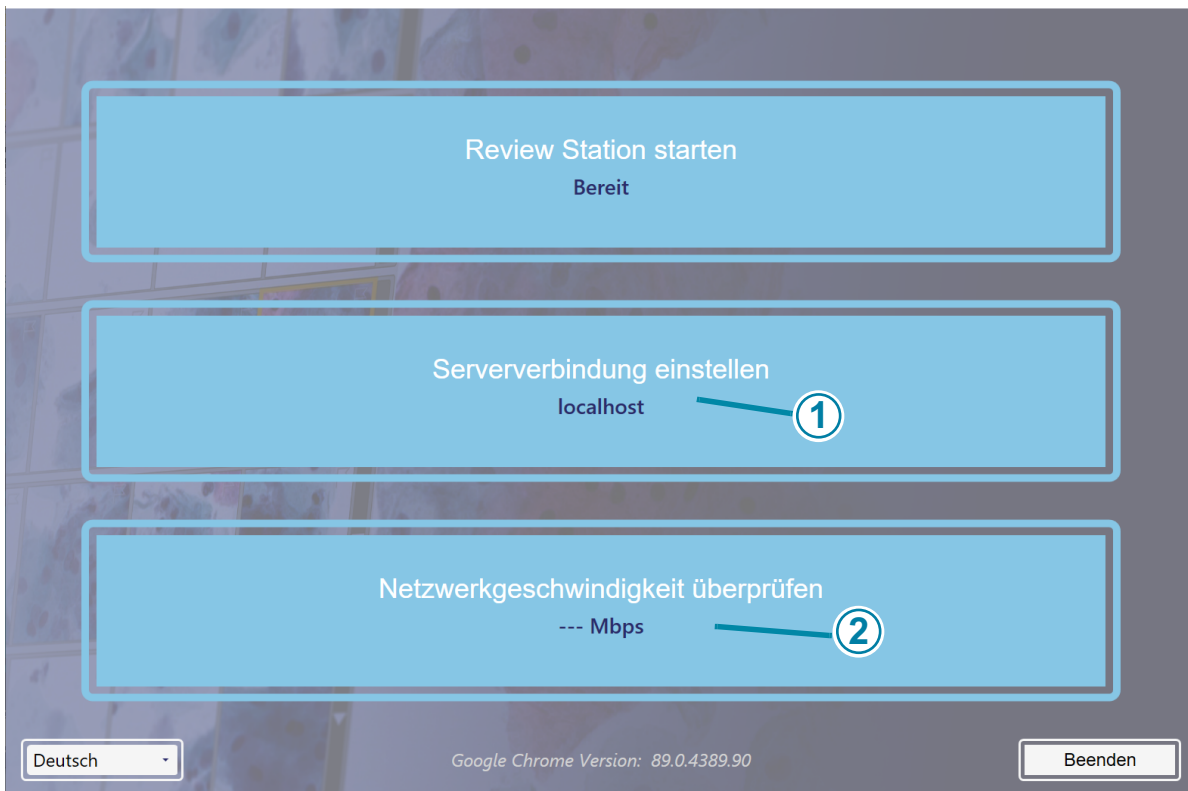 Review Station starten
Bereit
Serververbindung einstellen
localhost
1
Netzwerkgeschwindigkeit überprüfen
--- Mbps
2
Deutsch
Google Chrome Version: 89.0.4389.90
Beenden